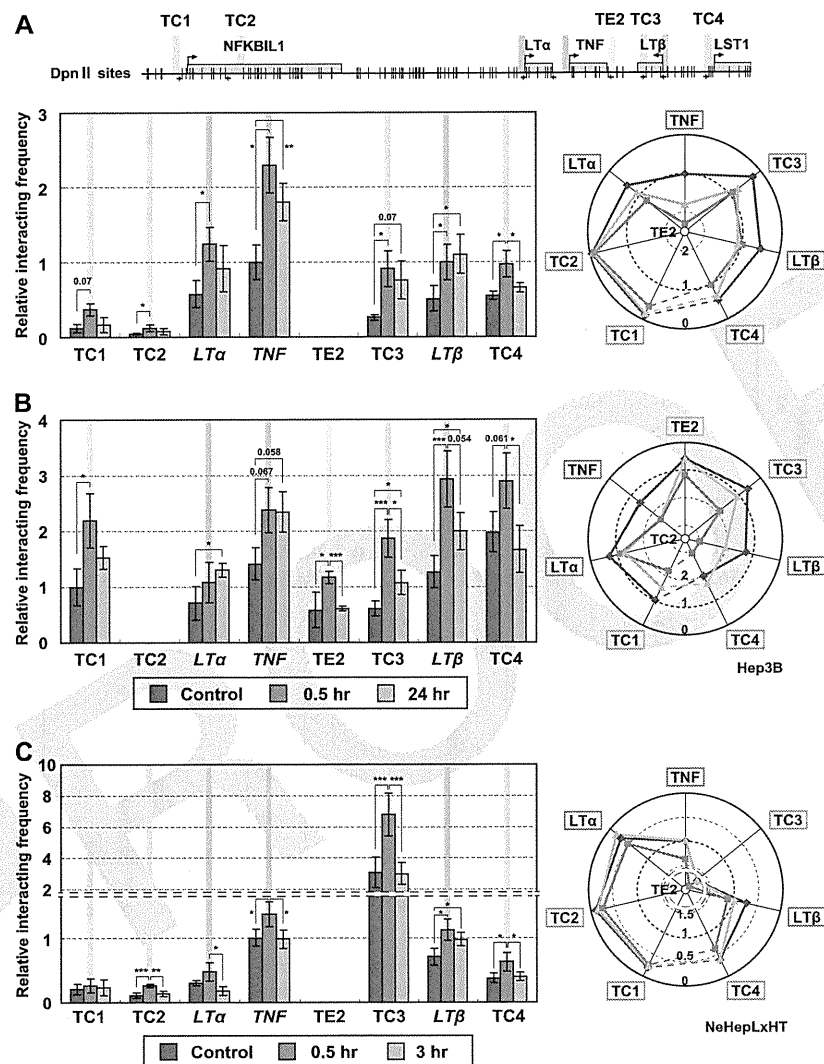 A
TC1 TC2 TE2 TC3 TC4
NFKBIL1 LTα TNF LTβ LST1
Dpn II sites
Relative interacting frequency
3
2
1
0
0.07 * * * ** * 0.07 * * * *
TC1 TC2 LTα TNF TE2 TC3 LTβ TC4
TNF
LTα TC3
TE2
2
TC2 LTβ
1
TC1 0 TC4
B
Relative interacting frequency
4
3
2
1
0
* * 0.067 0.058 * *** *** * * *** * 0.054 0.061 *
TC1 TC2 LTα TNF TE2 TC3 LTβ TC4
Control 0.5 hr 24 hr
TE2
TNF TC3
TC2
LTα LTβ
2
1
TC1 0 TC4
Hep3B
C
Relative interacting frequency
10
8
6
4
2
1
0
*** ** * * * *** *** * * * *
TC1 TC2 LTα TNF TE2 TC3 LTβ TC4
Control 0.5 hr 3 hr
TNF
LTα TC3
TE2
TC2 1.5 LTβ
1
0.5
TC1 0 TC4
NeHepLxHT